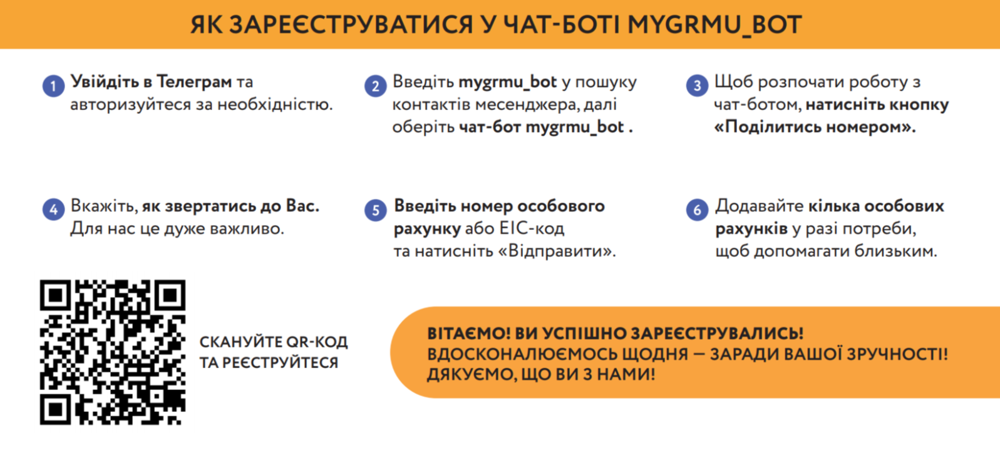 ЯК ЗАРЕЄСТРУВАТИСЯ У ЧАТ-БОТІ MYGRMU_BOT
1 Увійдіть в Телеграм та
авторизуйтеся за необхідністю.
2 Введіть mygrmu_bot у пошуку
контактів месенджера, далі
оберіть чат-бот mygrmu_bot .
3 Щоб розпочати роботу з
чат-ботом, натисніть кнопку
«Поділитись номером».
4 Вкажіть, як звертатись до Вас.
Для нас це дуже важливо.
5 Введіть номер особового
рахунку або ЕІС-код
та натисніть «Відправити».
6 Додавайте кілька особових
рахунків у разі потреби,
щоб допомагати близьким.
СКАНУЙТЕ QR-КОД
ТА РЕЄСТРУЙТЕСЯ
ВІТАЄМО! ВИ УСПІШНО ЗАРЕЄСТРУВАЛИСЬ!
ВДОСКОНАЛЮЄМОСЬ ЩОДНЯ — ЗАРАДИ ВАШОЇ ЗРУЧНОСТІ!
ДЯКУЄМО, ЩО ВИ З НАМИ!